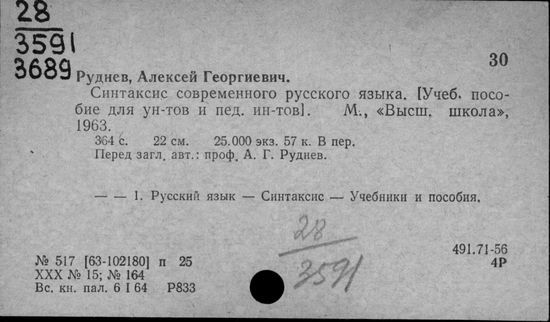 28
3591
3689
30
Руднев, Алексей Георгиевич.
Синтаксис современного русского языка. [Учеб. посо-
бие для ун-тов и пед. ин-тов]. М., «Высш. школа»,
1963.
364 с. 22 см. 25.000 экз. 57 к. В пер.
Перед загл. авт.: проф. А. Г. Руднев.
— — 1. Русский язык — Синтаксис — Учебники и пособия.
28
3591
491.71-56
4Р
№ 517 [63-102180] п 25
XXX № 15; № 164
Вс. кн. пал. 6 I 64 Р833